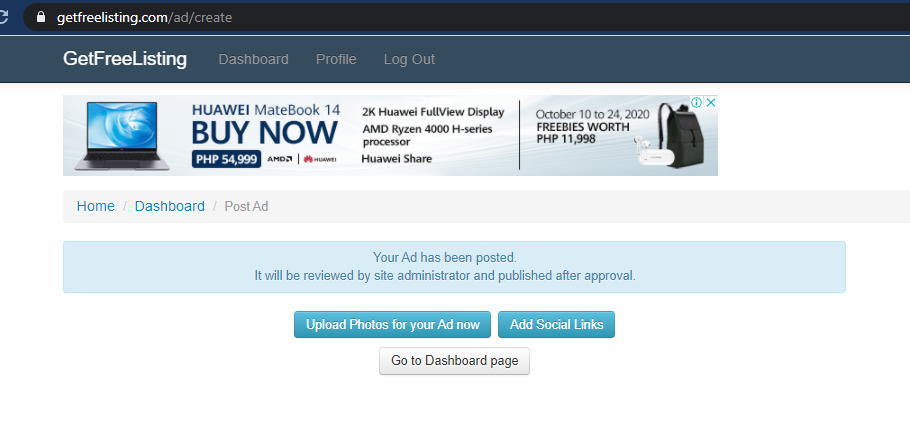 getfreelisting.com/ad/create
GetFreeListing Dashboard Profile Log Out
HUAWEI MateBook 14
BUY NOW
PHP 54,999 AMD HUAWEI
2K Huawei FullView Display
AMD Ryzen 4000 H-series
processor
Huawei Share
October 10 to 24, 2020
FREEBIES WORTH
PHP 11,998
Home / Dashboard / Post Ad
Your Ad has been posted.
It will be reviewed by site administrator and published after approval.
Upload Photos for your Ad now Add Social Links
Go to Dashboard page